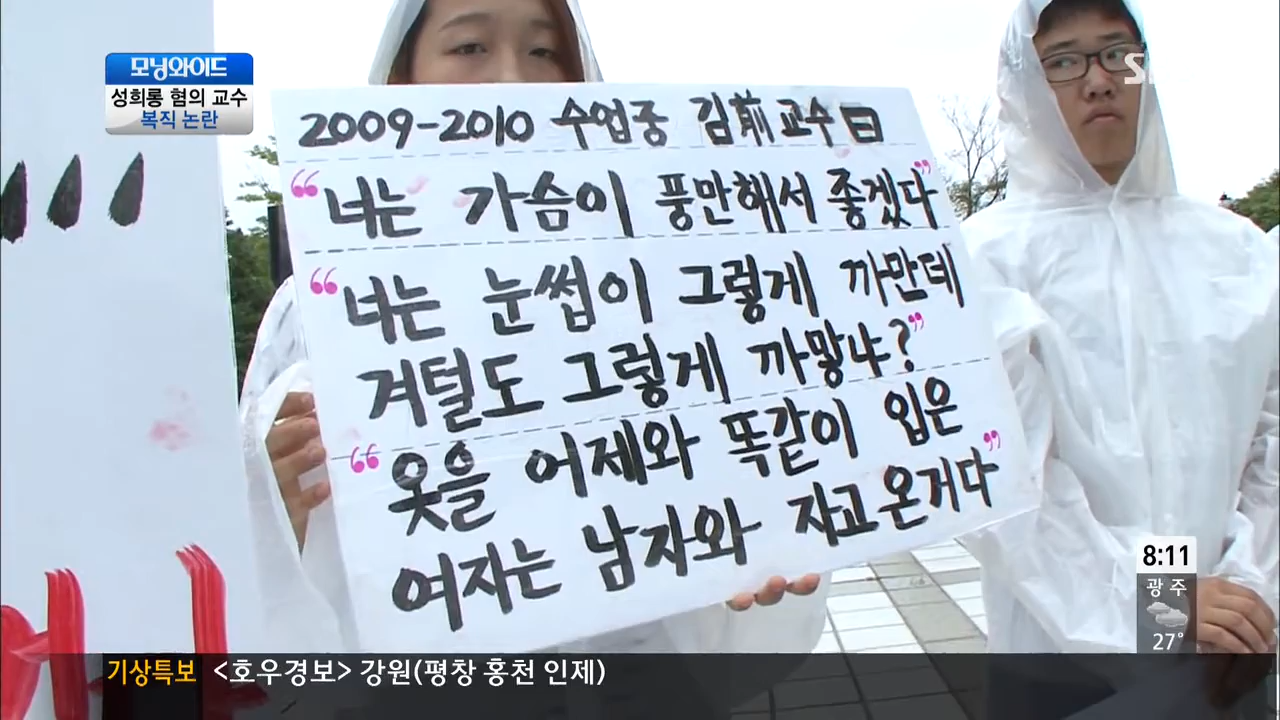 모닝와이드
성희롱 혐의 교수
복직 논란
2009-2010 수업중 김前교수曰
“너는 가슴이 풍만해서 좋겠다”
“너는 눈썹이 그렇게 까만데
겨털도 그렇게 까맣냐?”
“옷을 어제와 똑같이 입은
여자는 남자와 자고온거다”
8:11
광주
27°
기상특보 <호우경보> 강원(평창 홍천 인제)